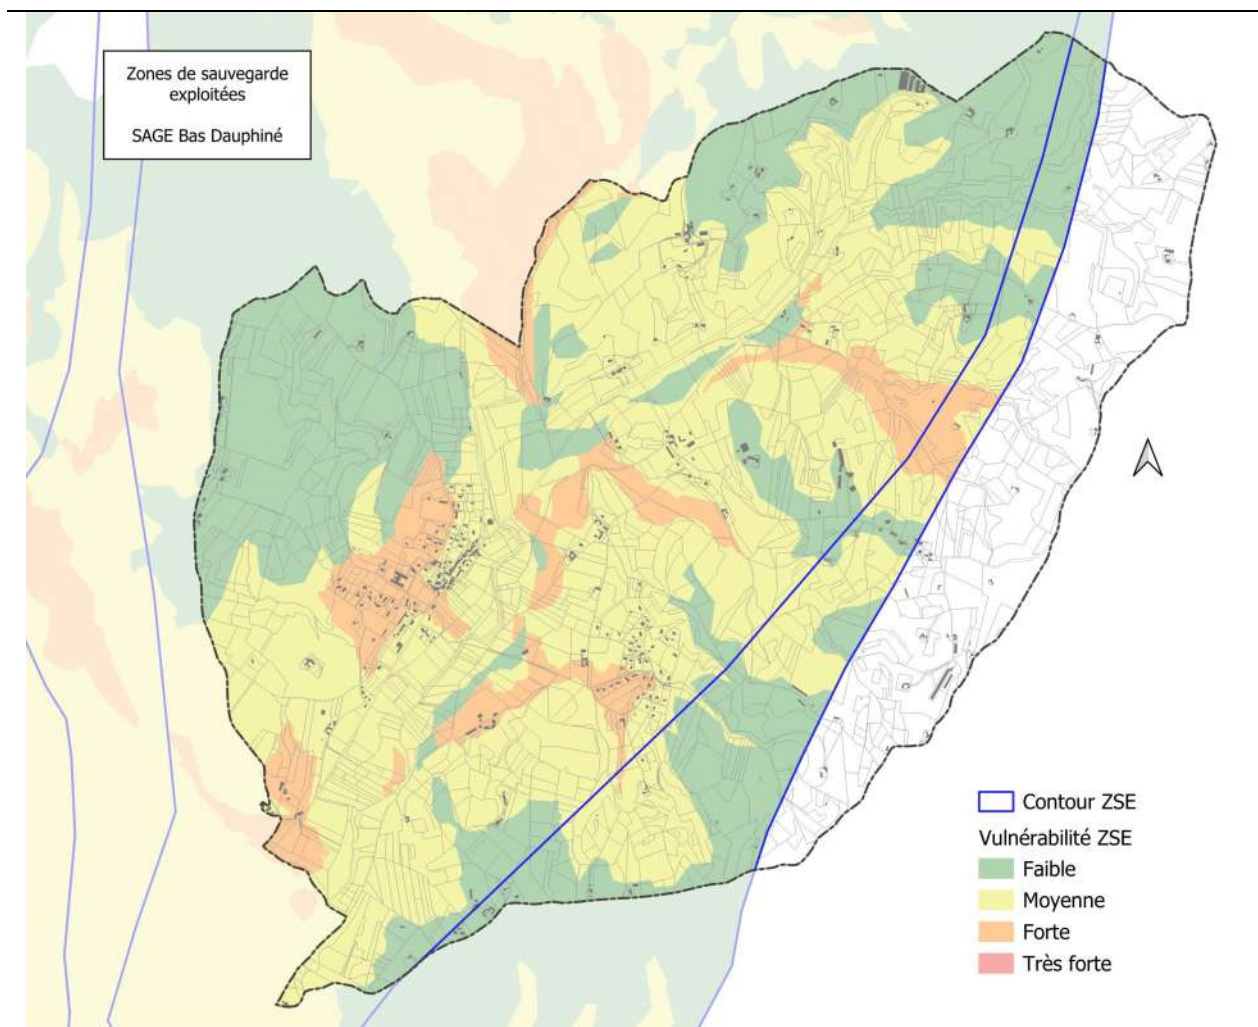 Zones de sauvegarde
exploitées
SAGE Bas Dauphiné
Contour ZSE
Vulnérabilité ZSE
Faible
Moyenne
Forte
Très forte